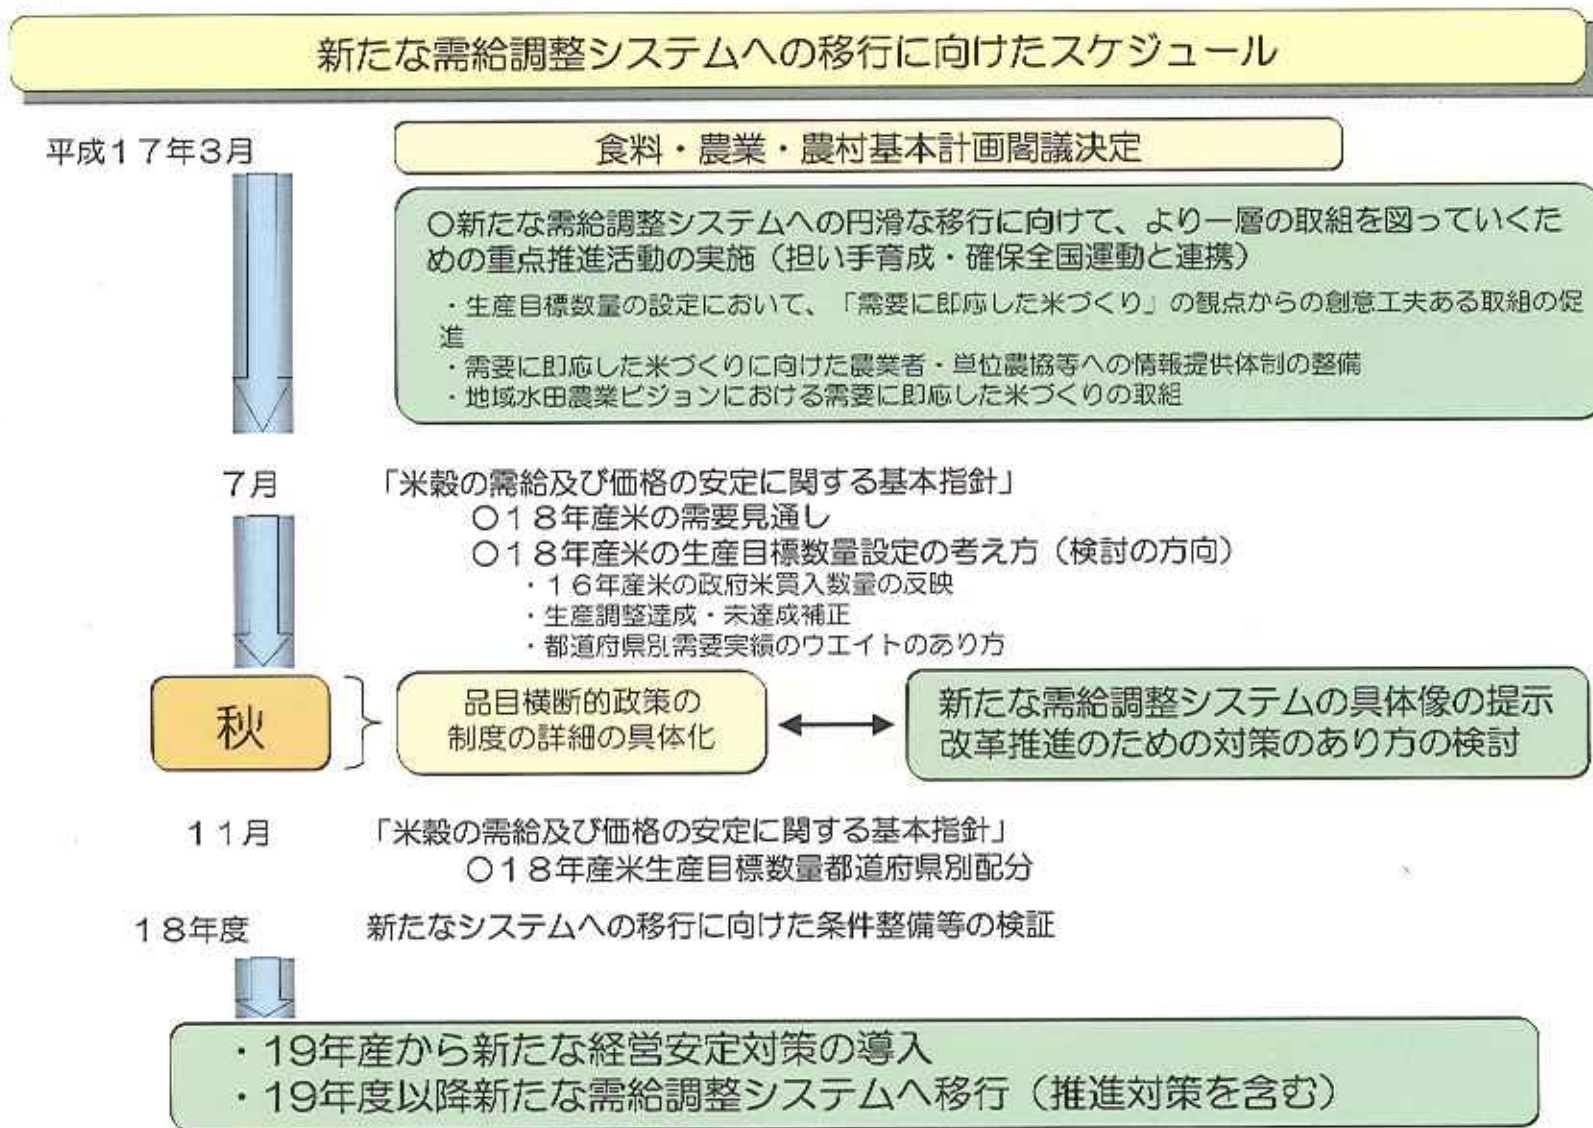 新たな需給調整システムへの移行に向けたスケジュール
平成17年3月
食料・農業・農村基本計画閣議決定
○新たな需給調整システムへの円滑な移行に向けて、より一層の取組を図っていくた
めの重点推進活動の実施（担い手育成・確保全国運動と連携）
・生産目標数量の設定において、「需要に即応した米づくり」の観点からの創意工夫ある取組の促
進
・需要に即応した米づくりに向けた農業者・単位農協等への情報提供体制の整備
・地域水田農業ビジョンにおける需要に即応した米づくりの取組
7月
「米穀の需給及び価格の安定に関する基本指針」
○18年産米の需要見通し
○18年産米の生産目標数量設定の考え方（検討の方向）
・16年産米の政府米買入数量の反映
・生産調整達成・未達成補正
・都道府県別需要実績のウエイトのあり方
秋
品目横断的政策の
制度の詳細の具体化
新たな需給調整システムの具体像の提示
改革推進のための対策のあり方の検討
11月
「米穀の需給及び価格の安定に関する基本指針」
○18年産米生産目標数量都道府県別配分
18年度
新たなシステムへの移行に向けた条件整備等の検証
・19年産から新たな経営安定対策の導入
・19年度以降新たな需給調整システムへ移行（推進対策を含む）